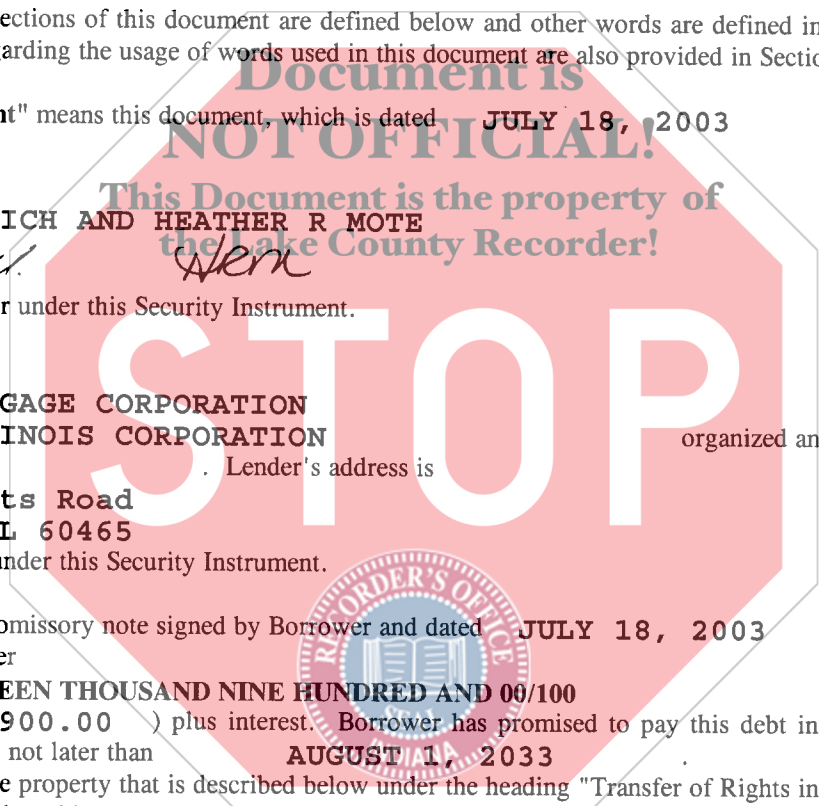 ections of this document are defined below and other words are defined in
garding the usage of words used in this document are also provided in Sectio
Document is
nt" means this document, which is dated JULY 18, 2003
NOT OFFICIAL!
This Document is the property of
ICH AND HEATHER R MOTE
the Lake County Recorder!
r under this Security Instrument.
STOP
GAGE CORPORATION
INOIS CORPORATION organized an
. Lender's address is
ts Road
L 60465
under this Security Instrument.
RECORDER'S OFFICE
omissory note signed by Borrower and dated JULY 18, 2003
er
EEN THOUSAND NINE HUNDRED AND 00/100
900.00 ) plus interest. Borrower has promised to pay this debt in
SEAL
not later than AUGUST 1, 2033 .
INDIANA
e property that is described below under the heading "Transfer of Rights in